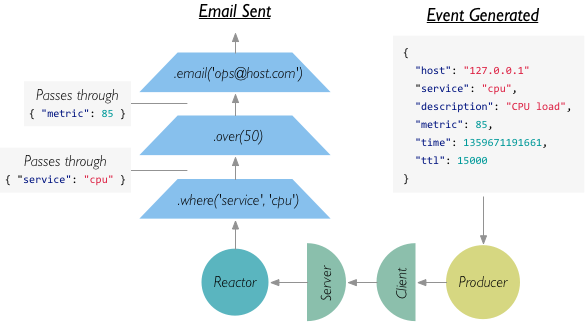 Email Sent
Event Generated
.email('ops@host.com')
Passes through
{ "metric": 85 }
.over(50)
Passes through
{ "service": "cpu" }
.where('service', 'cpu')
{
"host": "127.0.0.1"
"service": "cpu",
"description": "CPU load",
"metric": 85,
"time": 1359671191661,
"ttl": 15000
}
Reactor
Server
Client
Producer